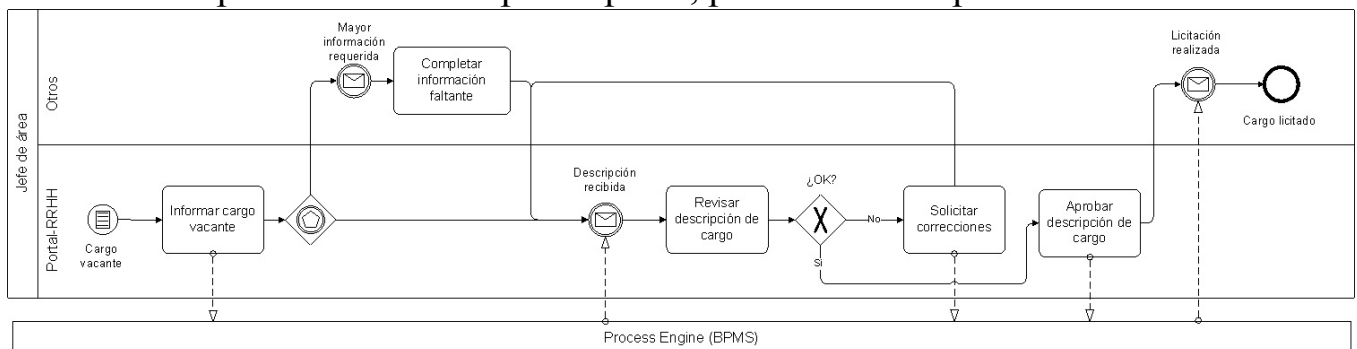 Mayor
información
requerida
Completar
información
faltante
Licitación
realizada
Cargo licitado
Otros
Jefe de área
Portal-RRHH
Cargo
vacante
Informar cargo
vacante
Descripción
recibida
Revisar
descripción de
cargo
¿OK?
No
Si
Solicitar
correcciones
Aprobar
descripción de
cargo
Process Engine (BPMS)